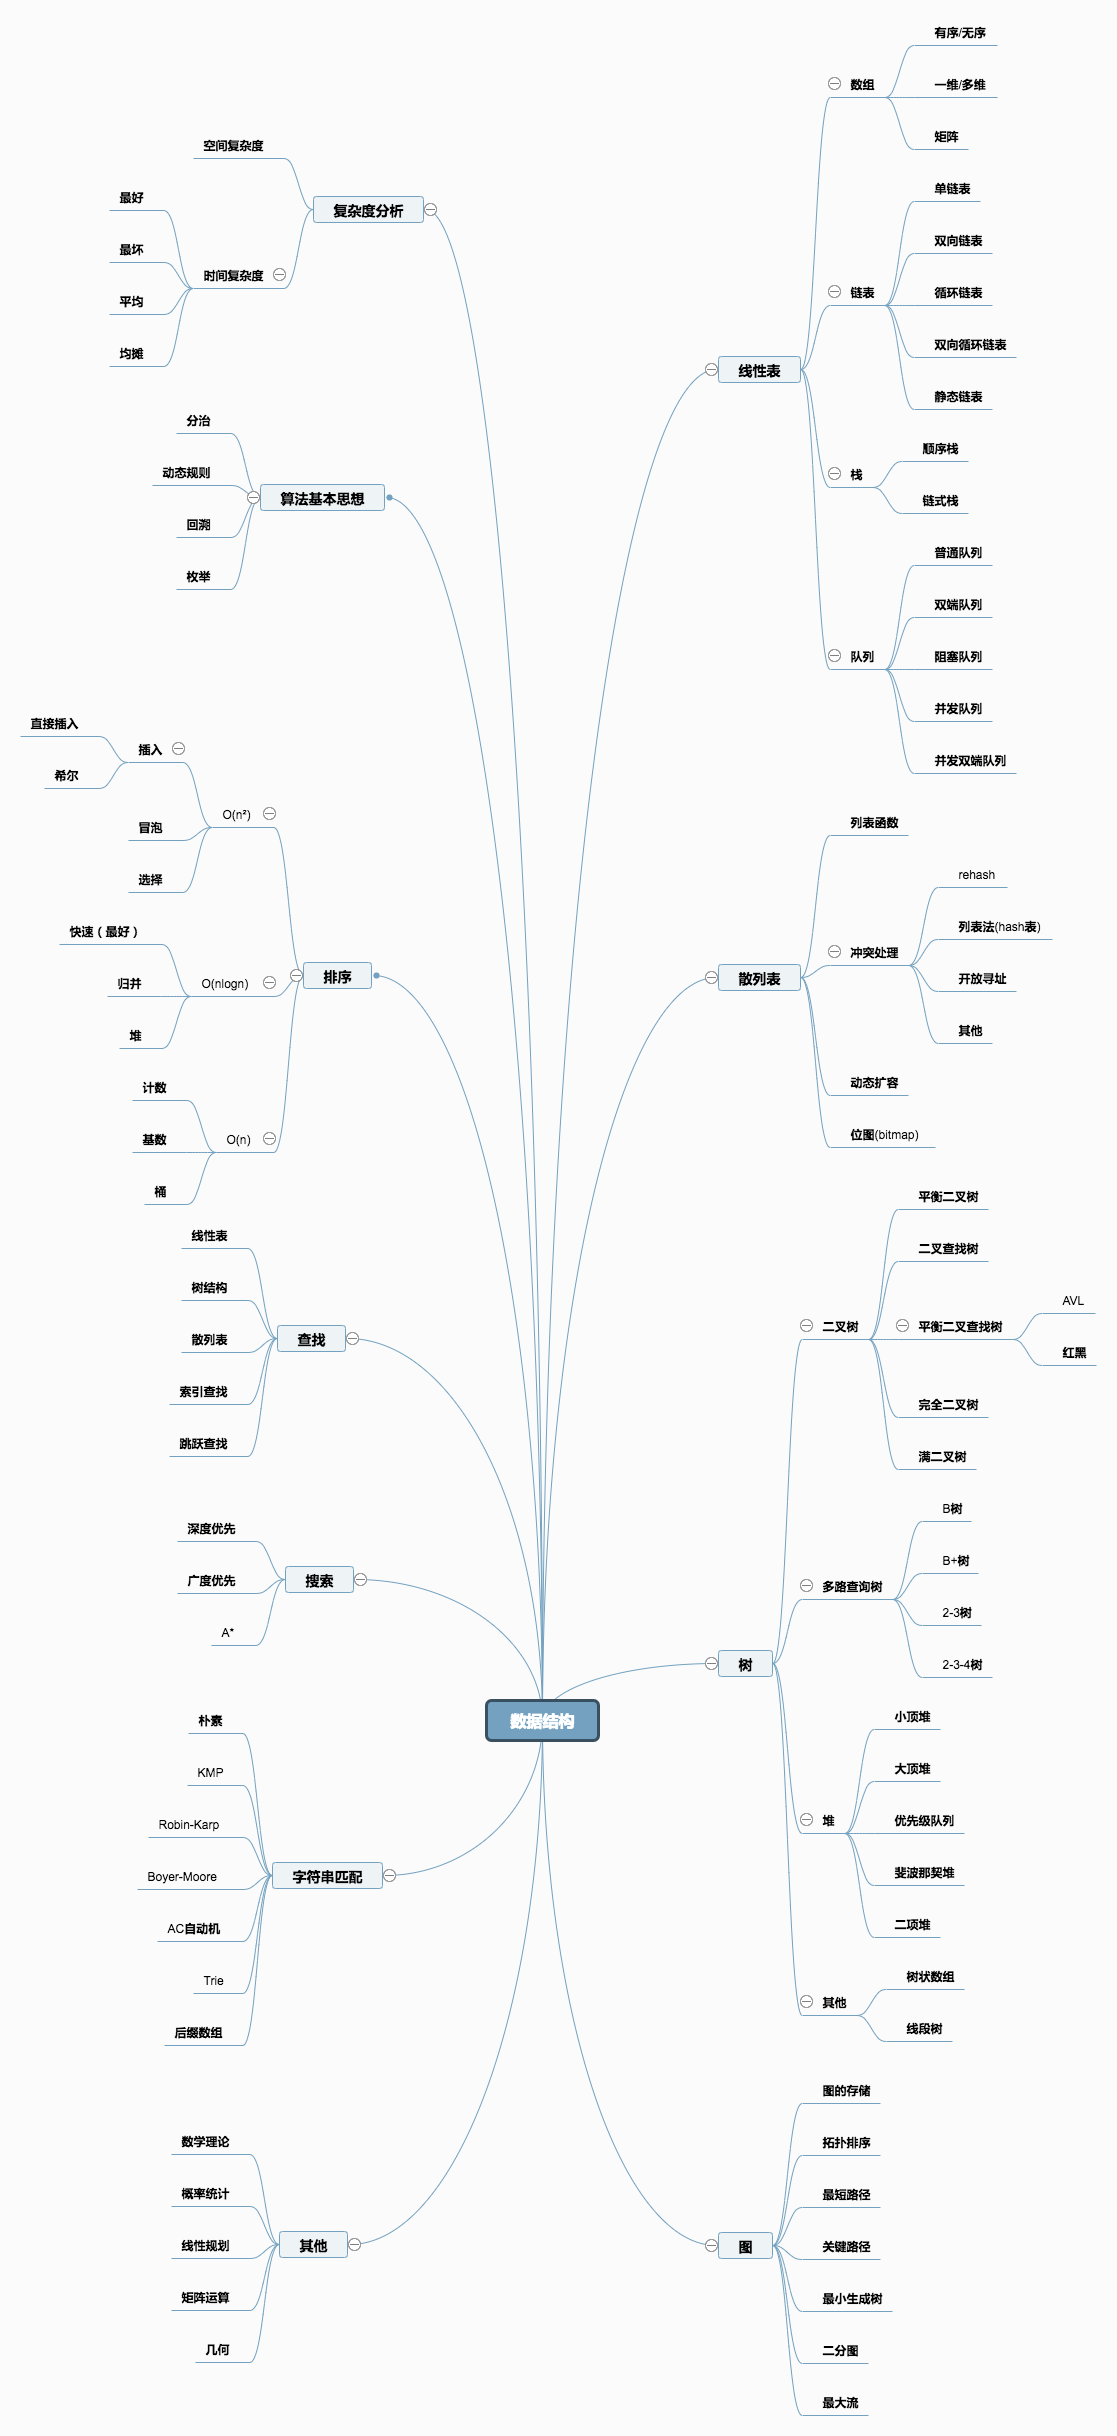 数据结构
复杂度分析
空间复杂度
时间复杂度
最好
最坏
平均
均摊
算法基本思想
分治
动态规则
回溯
枚举
排序
O(n²)
插入
直接插入
希尔
冒泡
选择
O(nlogn)
快速（最好）
归并
堆
O(n)
计数
基数
桶
查找
线性表
树结构
散列表
索引查找
跳跃查找
搜索
深度优先
广度优先
A*
字符串匹配
朴素
KMP
Robin-Karp
Boyer-Moore
AC自动机
Trie
后缀数组
其他
数学理论
概率统计
线性规划
矩阵运算
几何
线性表
数组
有序/无序
一维/多维
矩阵
链表
单链表
双向链表
循环链表
双向循环链表
静态链表
栈
顺序栈
链式栈
队列
普通队列
双端队列
阻塞队列
并发队列
并发双端队列
散列表
列表函数
冲突处理
rehash
列表法(hash表)
开放寻址
其他
动态扩容
位图(bitmap)
树
二叉树
平衡二叉树
二叉查找树
平衡二叉查找树
AVL
红黑
完全二叉树
满二叉树
多路查询树
B树
B+树
2-3树
2-3-4树
堆
小顶堆
大顶堆
优先级队列
斐波那契堆
二项堆
其他
树状数组
线段树
图
图的存储
拓扑排序
最短路径
关键路径
最小生成树
二分图
最大流